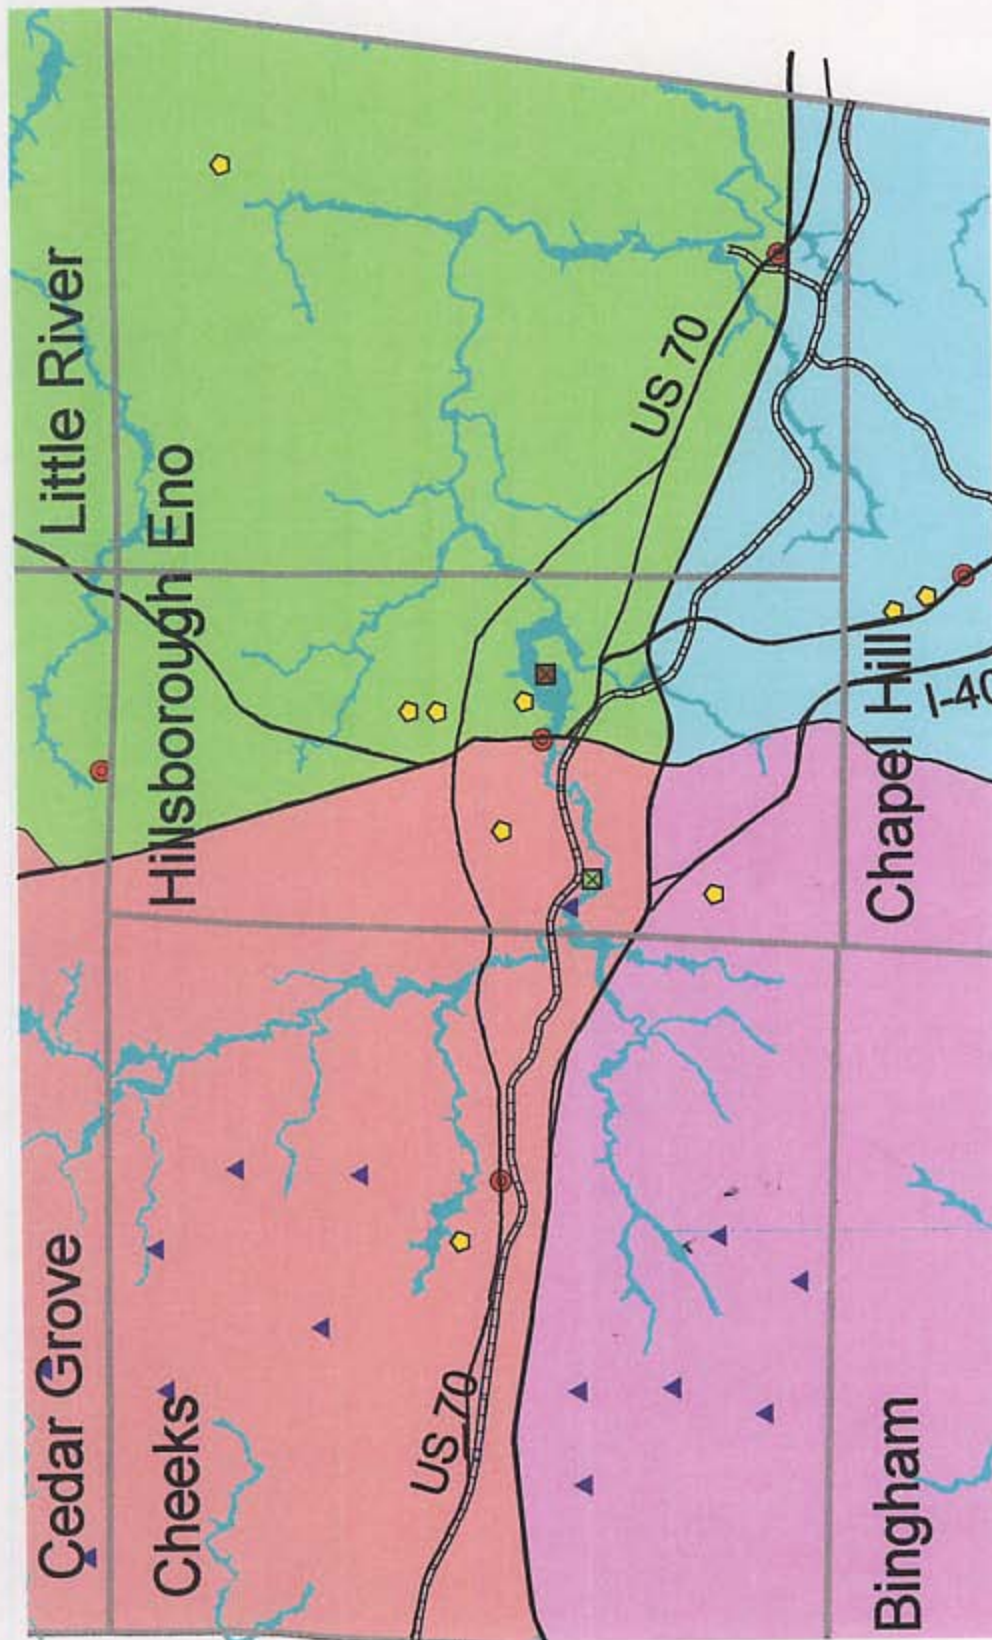 Cedar Grove
Little River
Cheeks
Hillsborough
Eno
US 70
US 70
Bingham
Chapel Hill
I-40